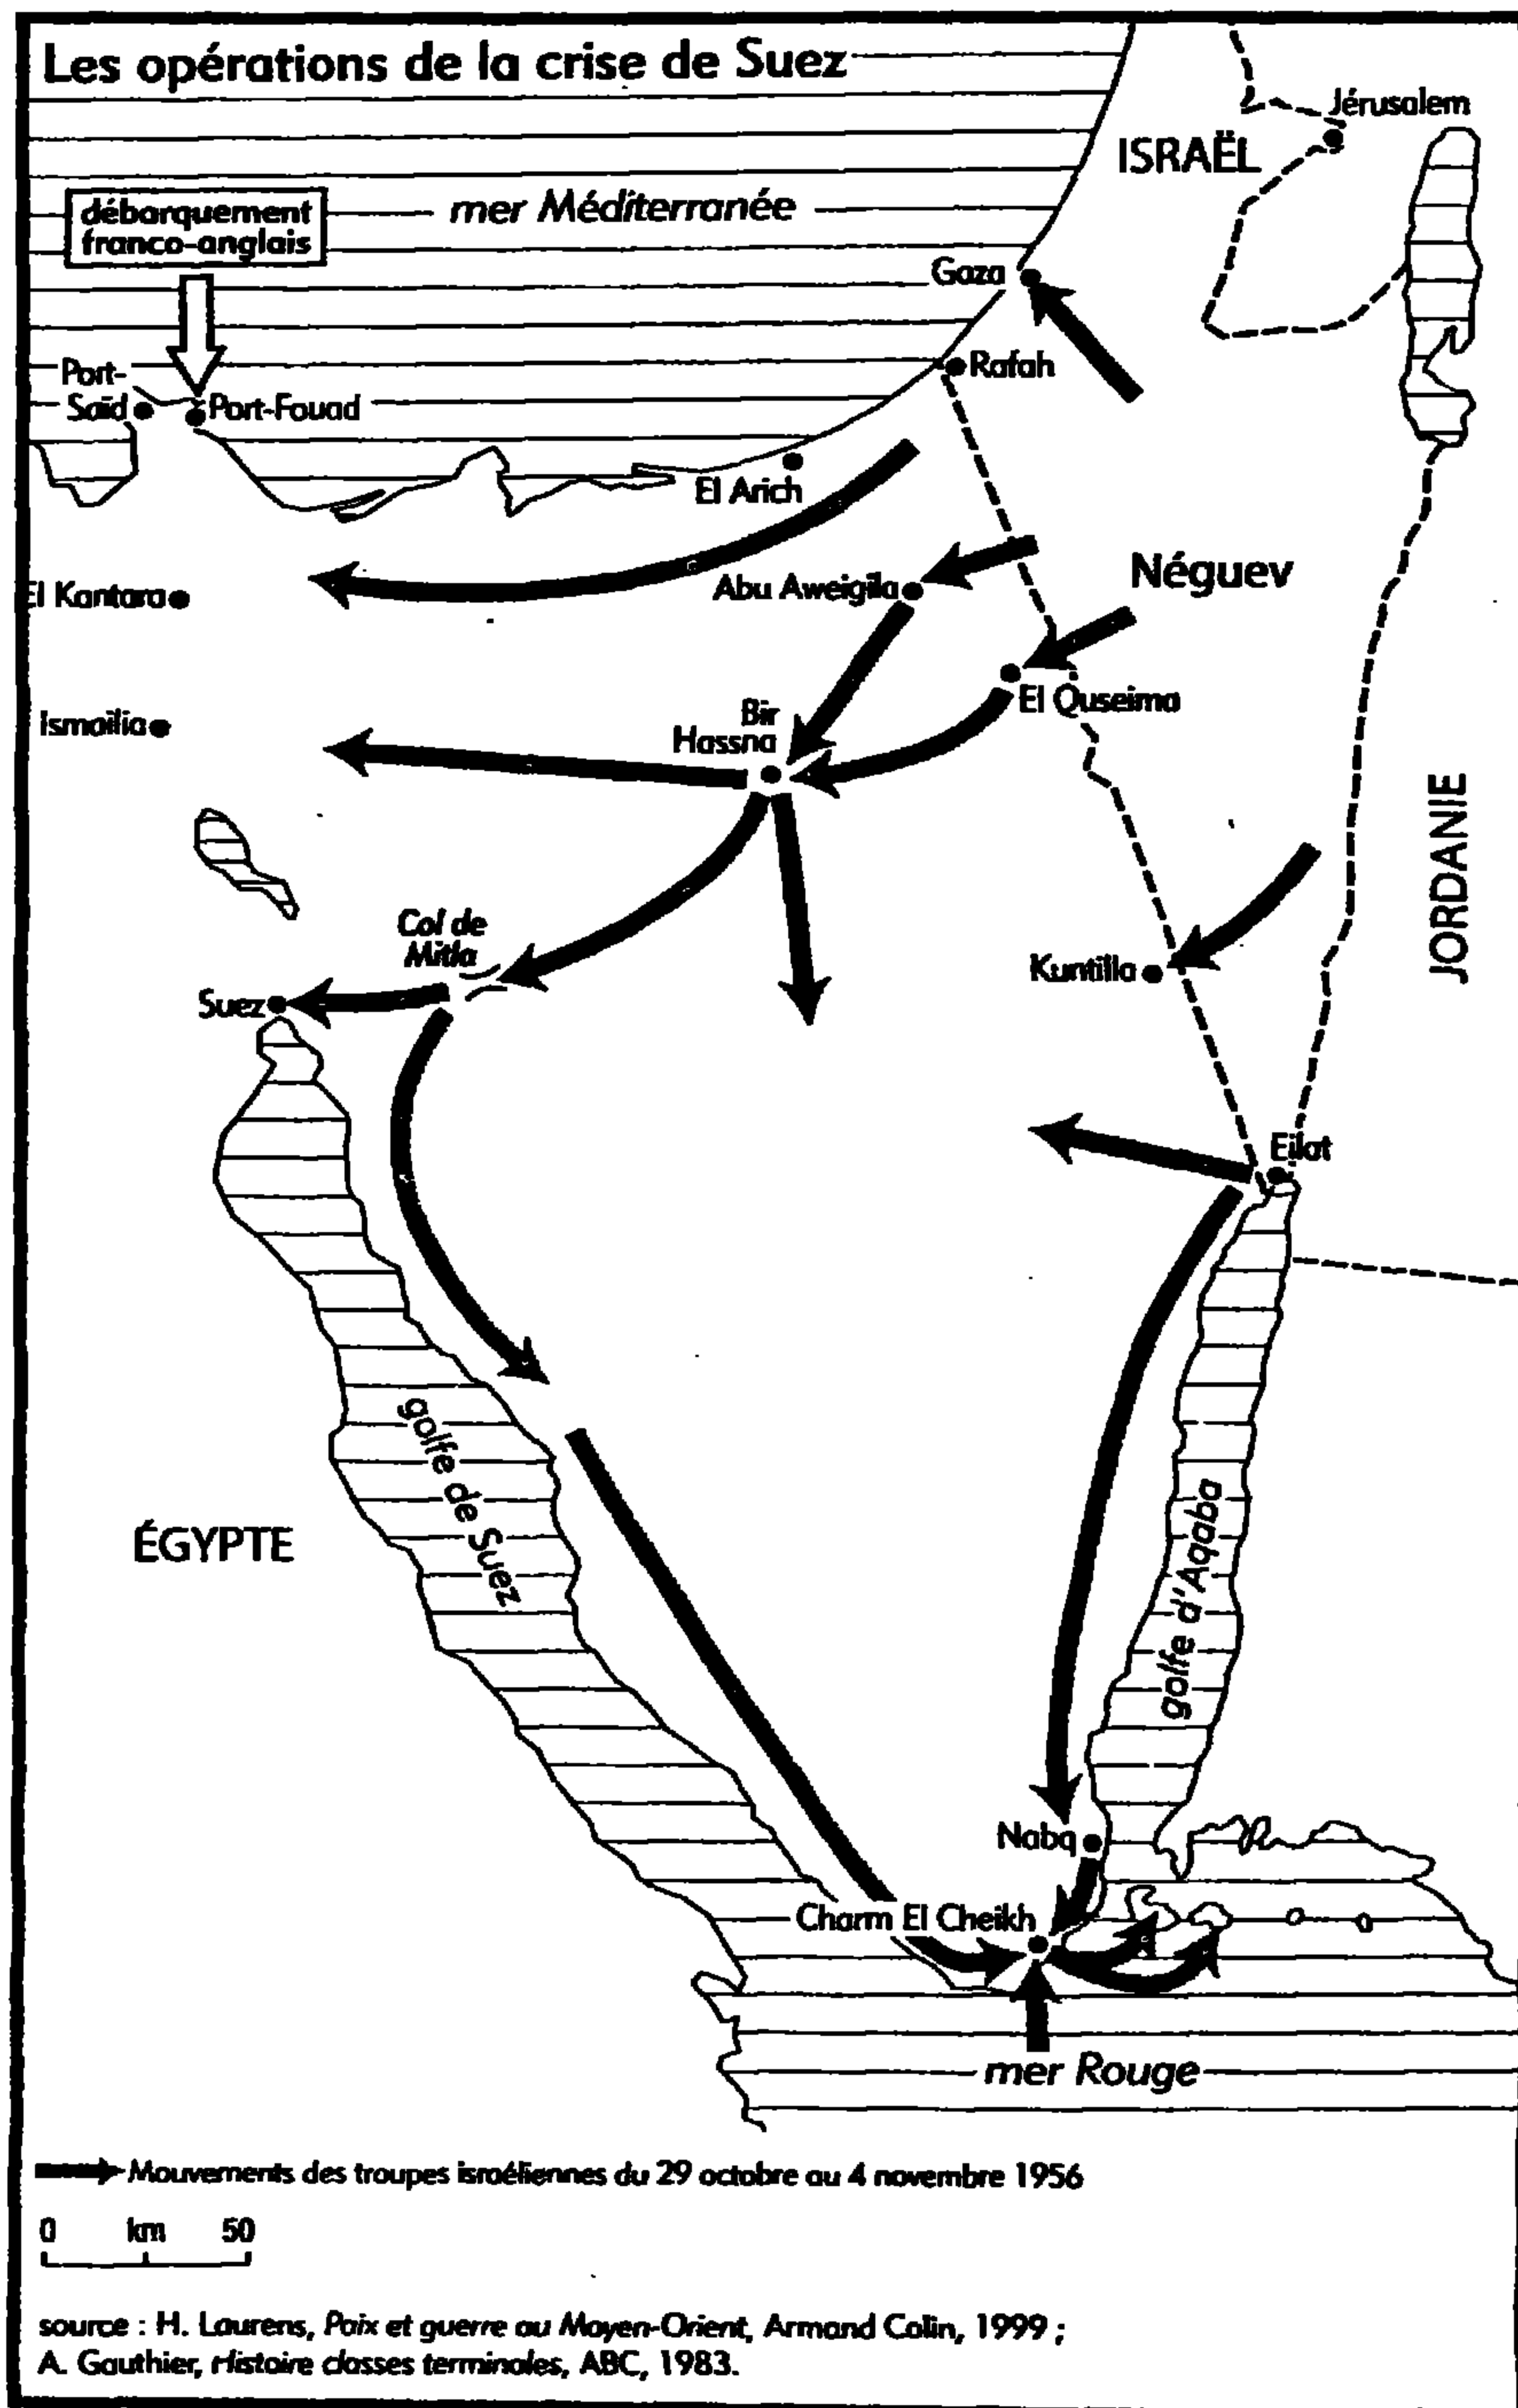 Les opérations de la crise de Suez
Jérusalem
ISRAËL
débarquement
franco-anglais
mer Méditerranée
Gaza
Rafah
Port-
Saïd
Port-Fouad
El Arich
Néguev
El Kantara
Abu Aweigila
El Quseima
Ismaïlia
Bir
Hassna
JORDANIE
Col de
Mitla
Kuntilla
Suez
Eilat
golfe de Suez
golfe d'Aqaba
ÉGYPTE
Nabq
Charm El Cheikh
mer Rouge
Mouvements des troupes israéliennes du 29 octobre au 4 novembre 1956
0 km 50
source : H. Laurens, Paix et guerre au Moyen-Orient, Armand Colin, 1999 ;
A. Gauthier, Histoire classes terminales, ABC, 1983.